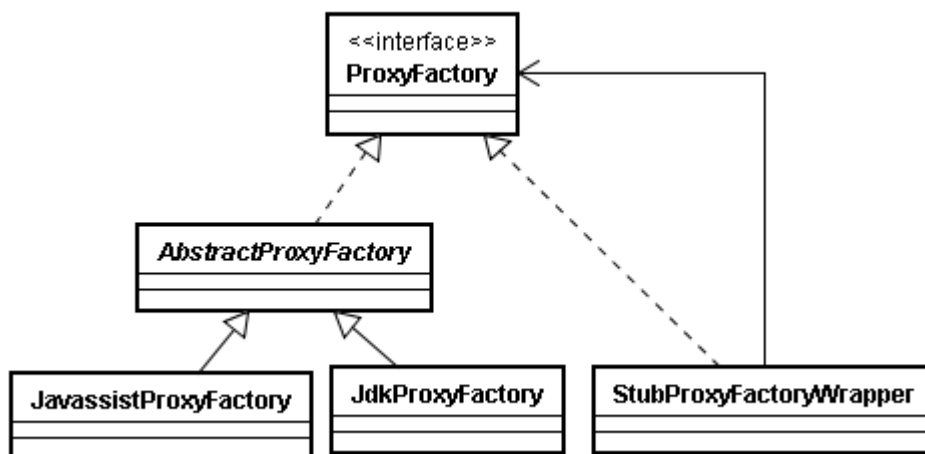 <<interface>>
ProxyFactory
AbstractProxyFactory
JavassistProxyFactory
JdkProxyFactory
StubProxyFactoryWrapper